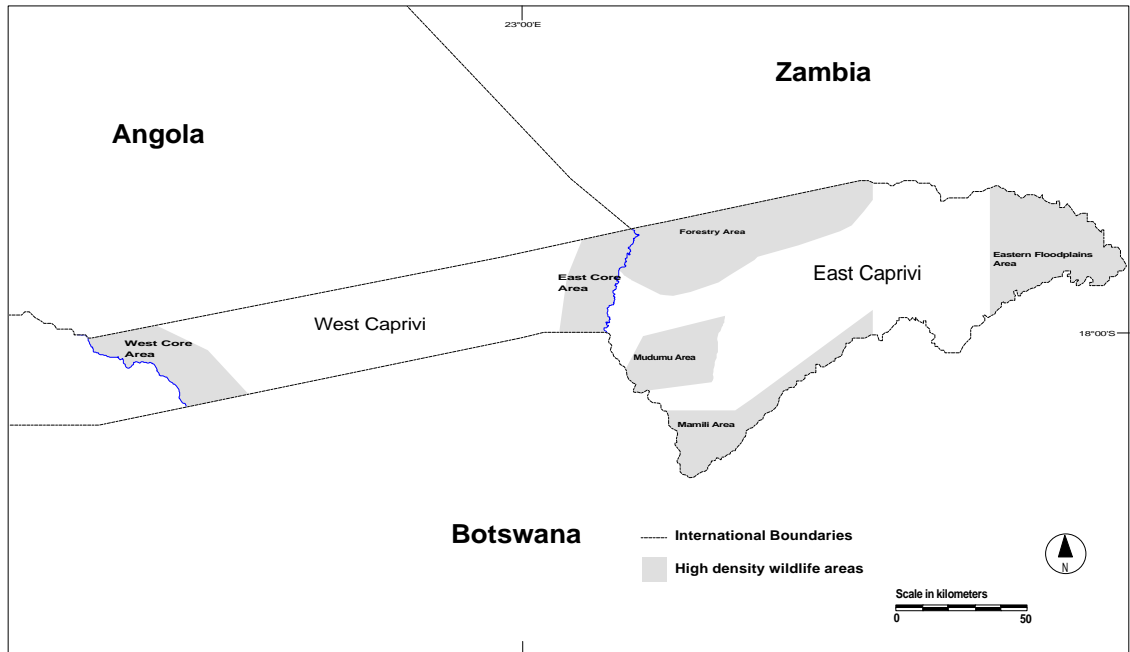 23°00'E
Zambia
Angola
Forestry Area
Eastern Floodplains
Area
East Caprivi
East Core
Area
West Caprivi
18°00'S
West Core
Area
Mudumu Area
Mamili Area
Botswana
International Boundaries
High density wildlife areas
N
Scale in kilometers
0 50